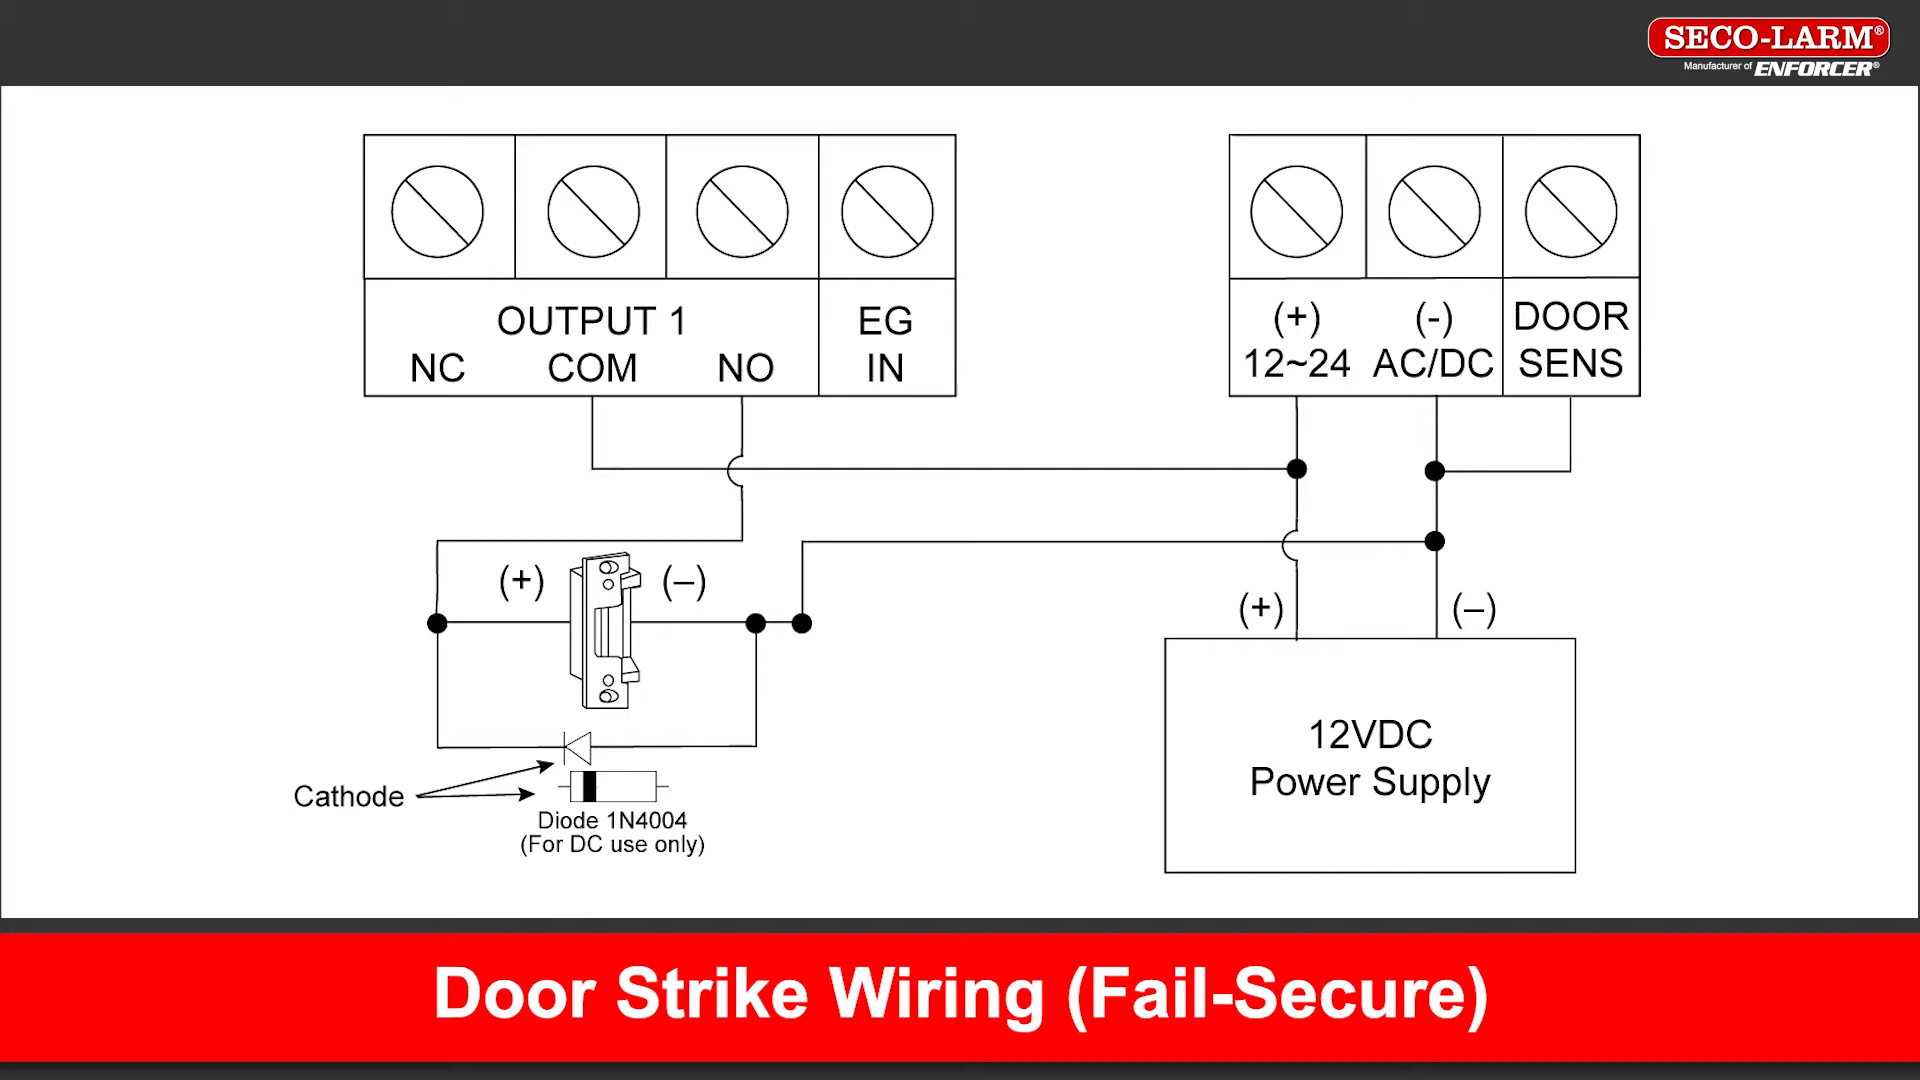 SECO-LARM®
Manufacturer of ENFORCER®
OUTPUT 1
NC COM NO
EG
IN
(+) (-) DOOR
12~24 AC/DC SENS
(+) (–)
(+) (–)
12VDC
Power Supply
Cathode
Diode 1N4004
(For DC use only)
Door Strike Wiring (Fail-Secure)